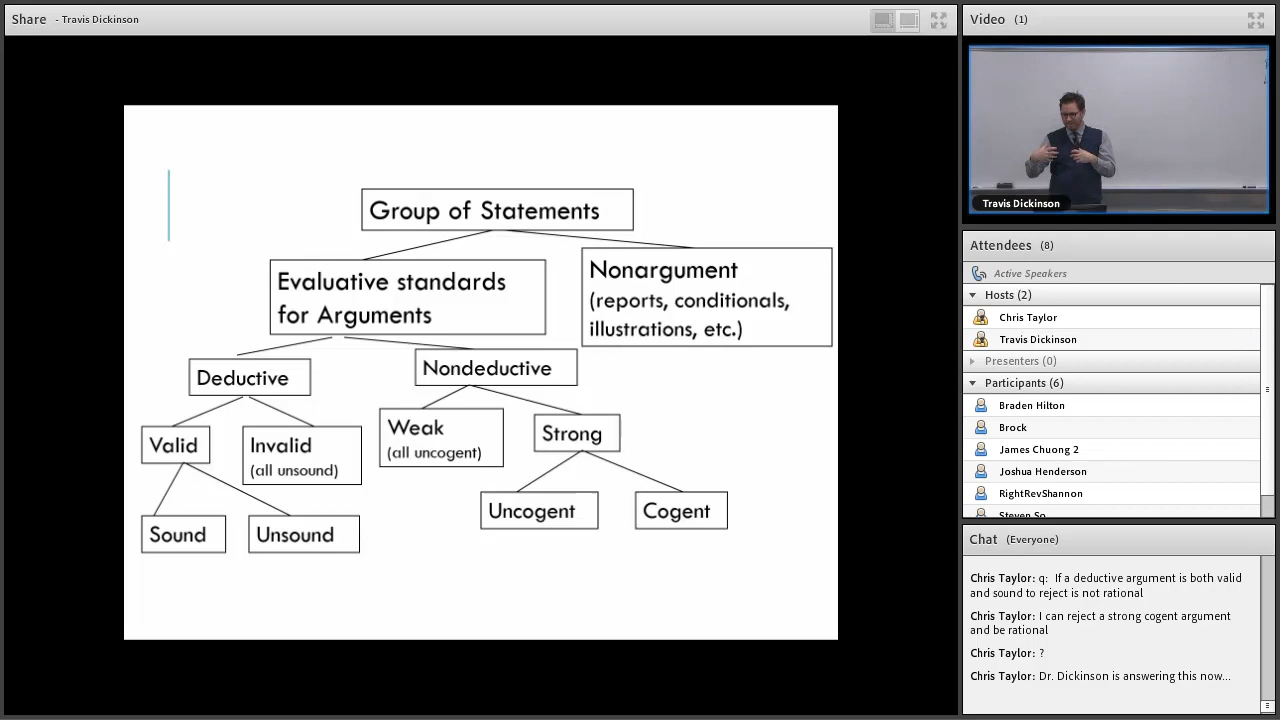 Share - Travis Dickinson
Group of Statements
Evaluative standards
for Arguments
Nonargument
(reports, conditionals,
illustrations, etc.)
Deductive
Nondeductive
Valid
Invalid
(all unsound)
Weak
(all uncogent)
Strong
Sound
Unsound
Uncogent
Cogent
Video (1)
Travis Dickinson
Attendees (8)
Active Speakers
Hosts (2)
Chris Taylor
Travis Dickinson
Presenters (0)
Participants (6)
Braden Hilton
Brock
James Chuong 2
Joshua Henderson
RightRevShannon
Steven So
Chat (Everyone)
Chris Taylor: q: If a deductive argument is both valid
and sound to reject is not rational
Chris Taylor: I can reject a strong cogent argument
and be rational
Chris Taylor: ?
Chris Taylor: Dr. Dickinson is answering this now...